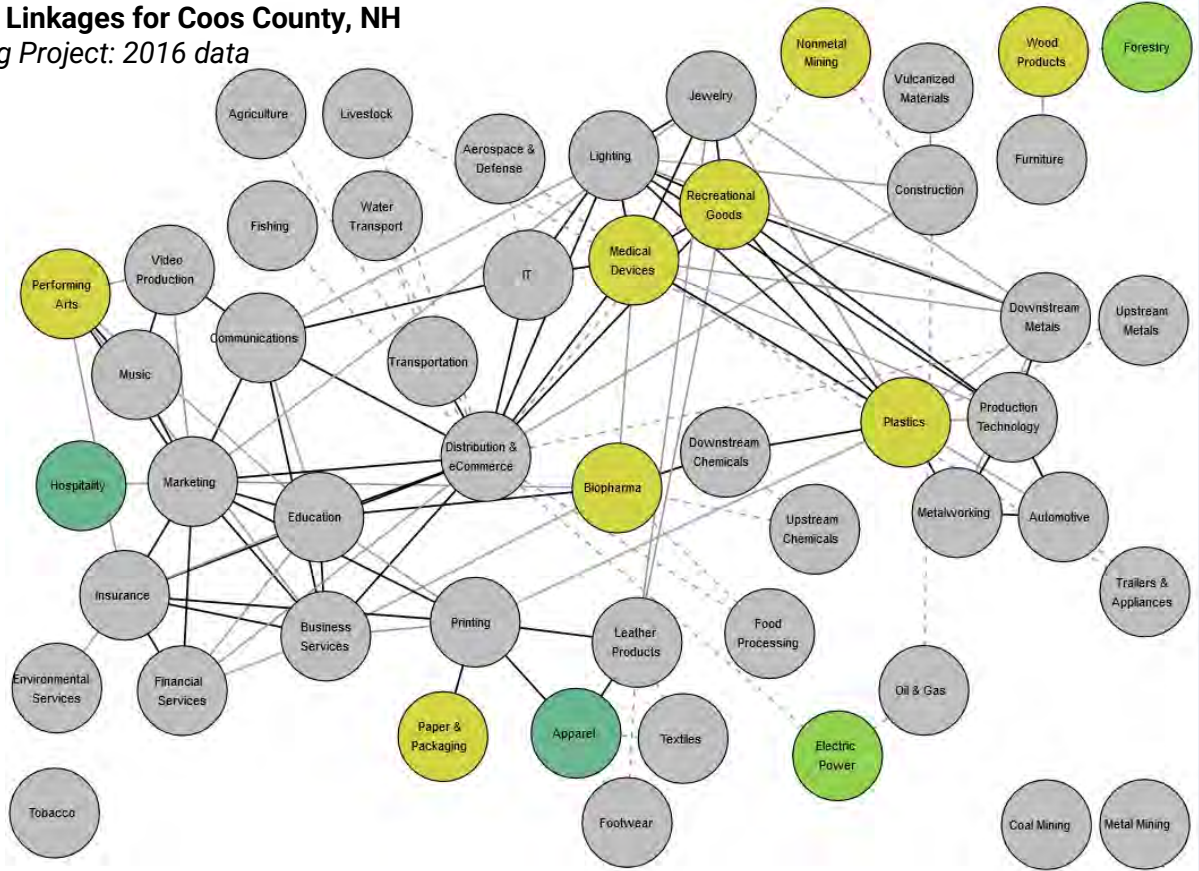 Linkages for Coos County, NH
g Project: 2016 data
Nonmetal
Mining
Wood
Products
Forestry
Vulcanized
Materials
Jewelry
Agriculture
Livestock
Aerospace &
Defense
Lighting
Furniture
Construction
Recreational
Goods
Fishing
Water
Transport
Medical
Devices
IT
Video
Production
Performing
Arts
Downstream
Metals
Upstream
Metals
Communications
Transportation
Music
Plastics
Production
Technology
Distribution &
eCommerce
Downstream
Chemicals
Hospitality
Marketing
Biopharma
Education
Upstream
Chemicals
Metalworking
Automotive
Insurance
Trailers &
Appliances
Business
Services
Printing
Leather
Products
Food
Processing
Environmental
Services
Financial
Services
Oil & Gas
Paper &
Packaging
Apparel
Textiles
Electric
Power
Tobacco
Footwear
Coal Mining
Metal Mining